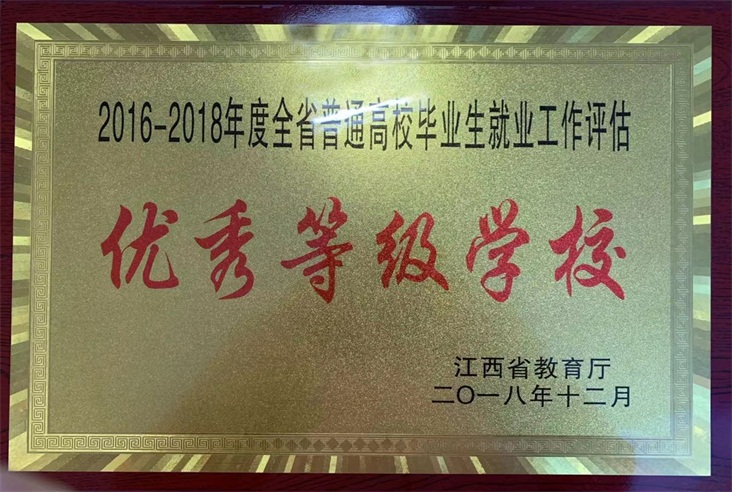 2016-2018年度全省普通高校毕业生就业工作评估
优秀等级学校
江西省教育厅
二〇一八年十二月